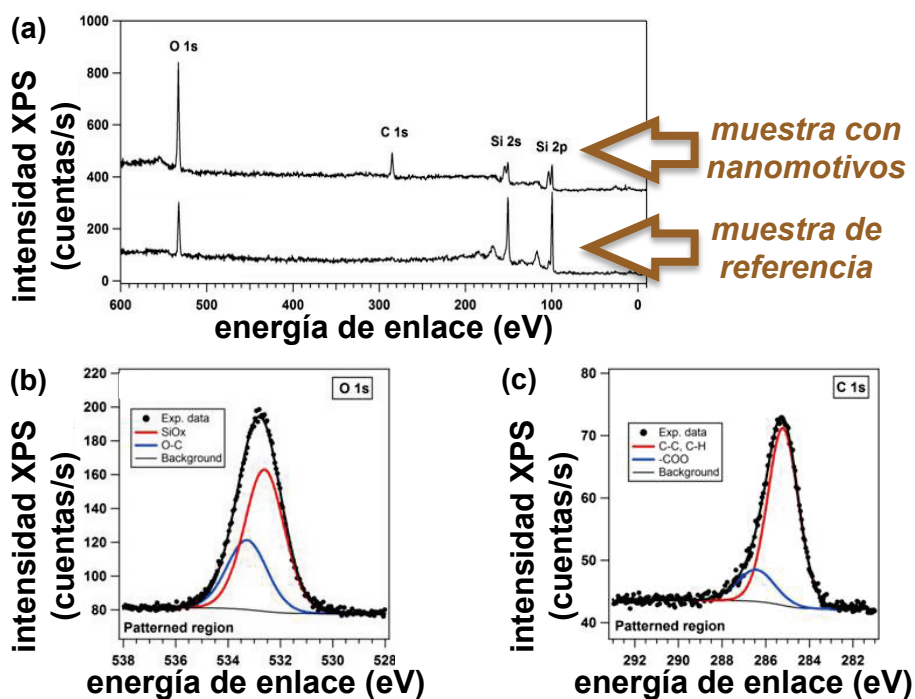 (a)
intensidad XPS
(cuentas/s)
1000
800
600
400
200
0
O 1s
C 1s
Si 2s
Si 2p
muestra con
nanomotivos
muestra de
referencia
600
500
400
300
200
100
0
energía de enlace (eV)
(b)
intensidad XPS
(cuentas/s)
220
200
180
160
140
120
100
80
O 1s
Exp. data
SiOx
O-C
Background
Patterned region
538
536
534
532
530
528
energía de enlace (eV)
(c)
intensidad XPS
(cuentas/s)
80
70
60
50
40
C 1s
Exp. data
C-C, C-H
-COO
Background
Patterned region
292
290
288
286
284
282
energía de enlace (eV)